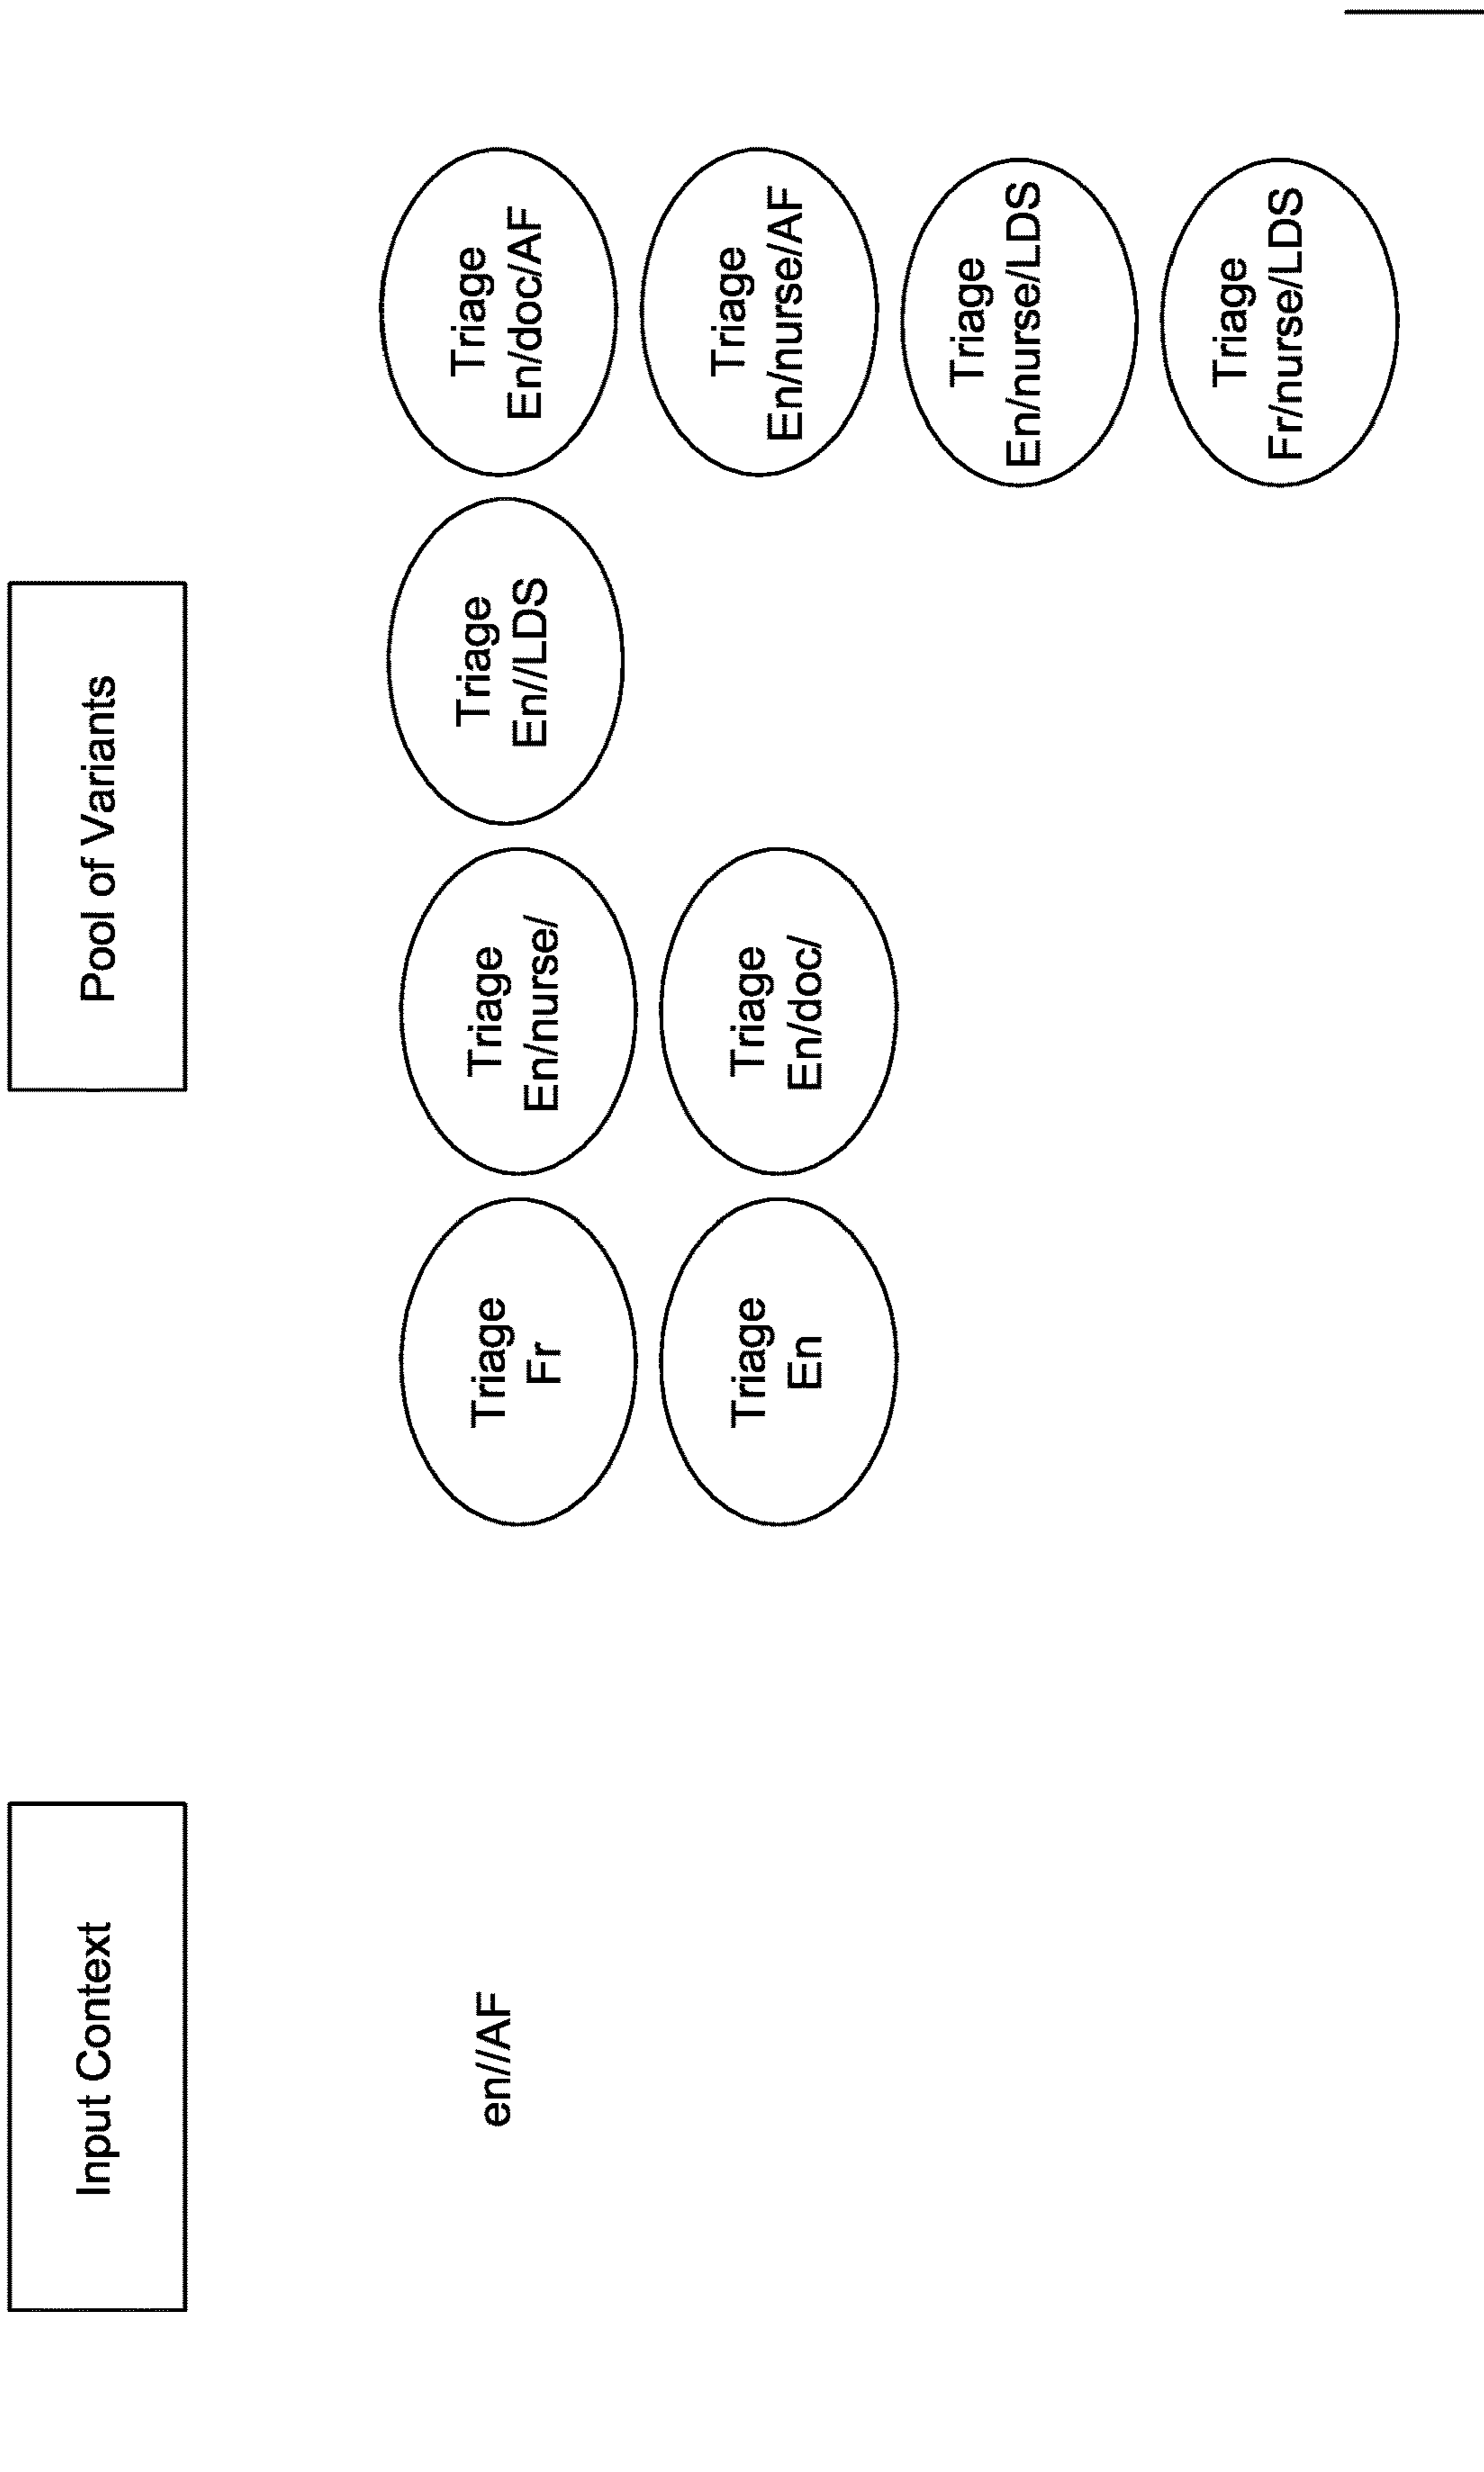 Input Context
Pool of Variants
en//AF
Triage
Fr
Triage
En/nurse/
Triage
En//LDS
Triage
En/doc/AF
Triage
En
Triage
En/doc/
Triage
En/nurse/AF
Triage
En/nurse/LDS
Triage
Fr/nurse/LDS